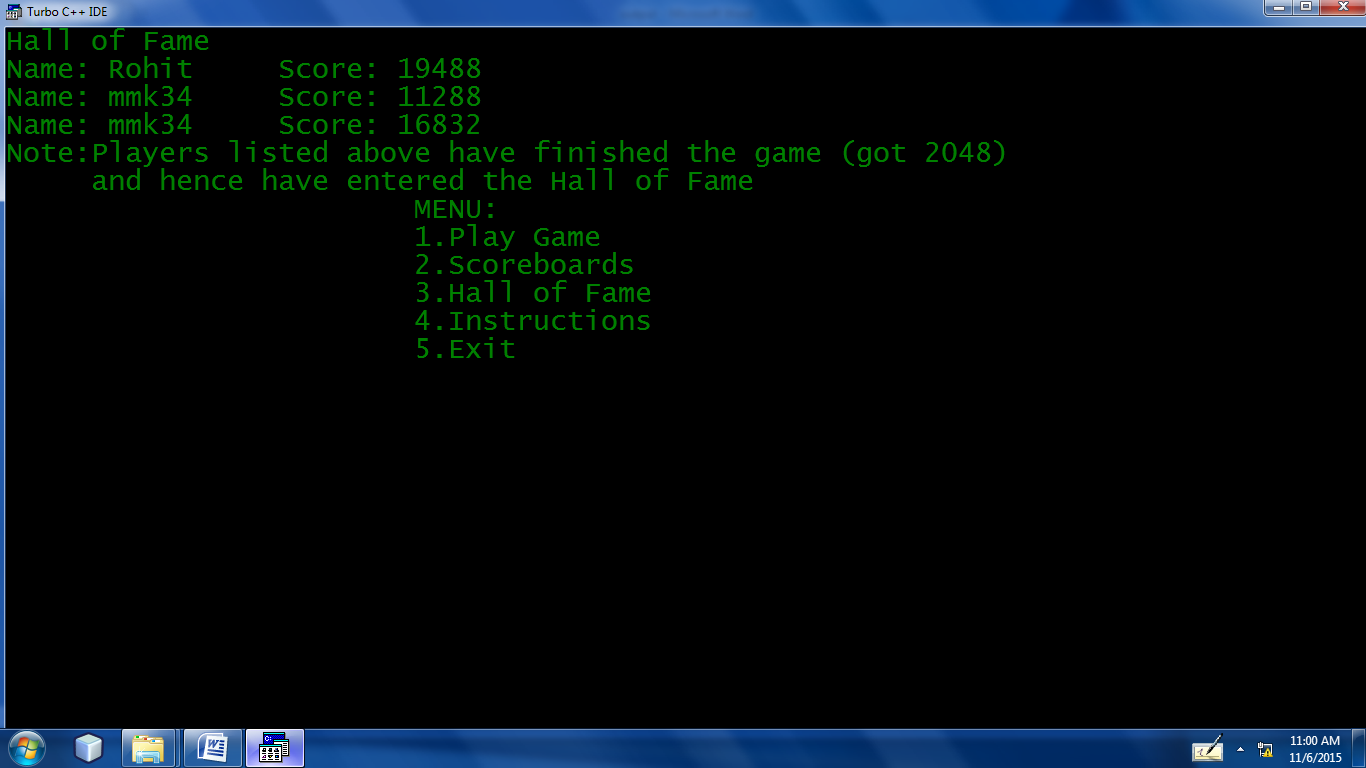 Turbo C++ IDE
Hall of Fame
Name: Rohit Score: 19488
Name: mmk34 Score: 11288
Name: mmk34 Score: 16832
Note:Players listed above have finished the game (got 2048)
and hence have entered the Hall of Fame
MENU:
1.Play Game
2.Scoreboards
3.Hall of Fame
4.Instructions
5.Exit
11:00 AM
11/6/2015